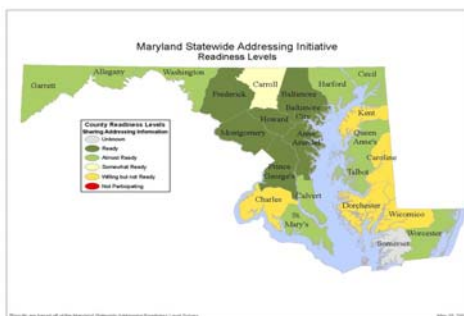 Maryland Statewide Addressing Initiative
Readiness Levels
Garrett
Allegany
Washington
Frederick
Carroll
Baltimore
Harford
Cecil
Baltimore
City
Kent
Howard
Montgomery
Anne
Arundel
Queen
Anne's
Prince
George's
Caroline
Talbot
Calvert
Charles
St.
Mary's
Dorchester
Wicomico
Worcester
Somerset
County Readiness Levels
Sharing Addressing Information
Unknown
Ready
Almost Ready
Somewhat Ready
Willing but not Ready
Not Participating